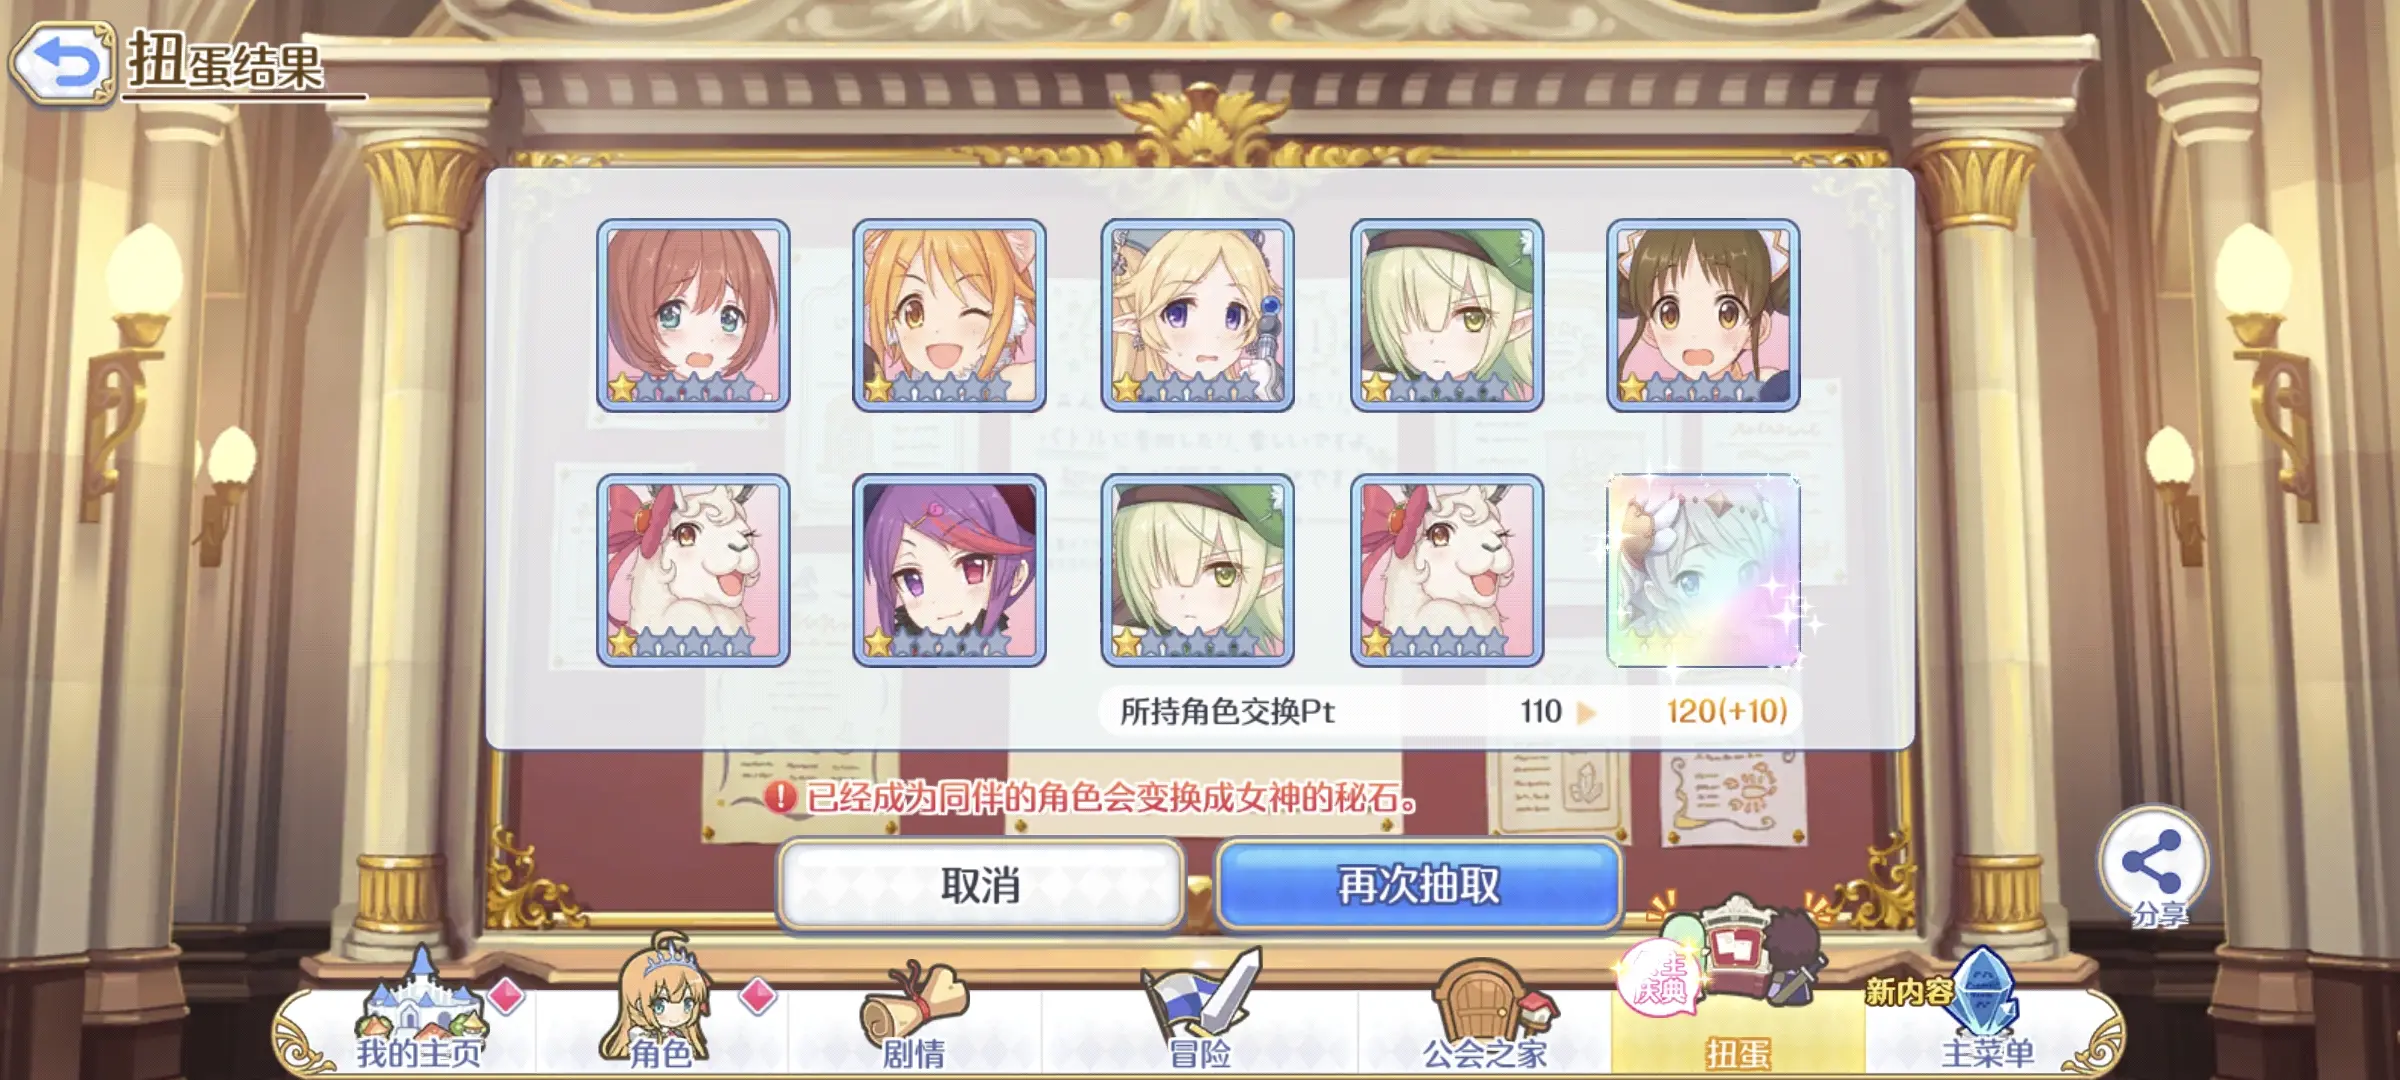 扭蛋结果
所持角色交换Pt 110 120(+10)
已经成为同伴的角色会变换成女神的秘石。
取消
再次抽取
分享
新内容
我的主页
角色
剧情
冒险
公会之家
扭蛋
主菜单